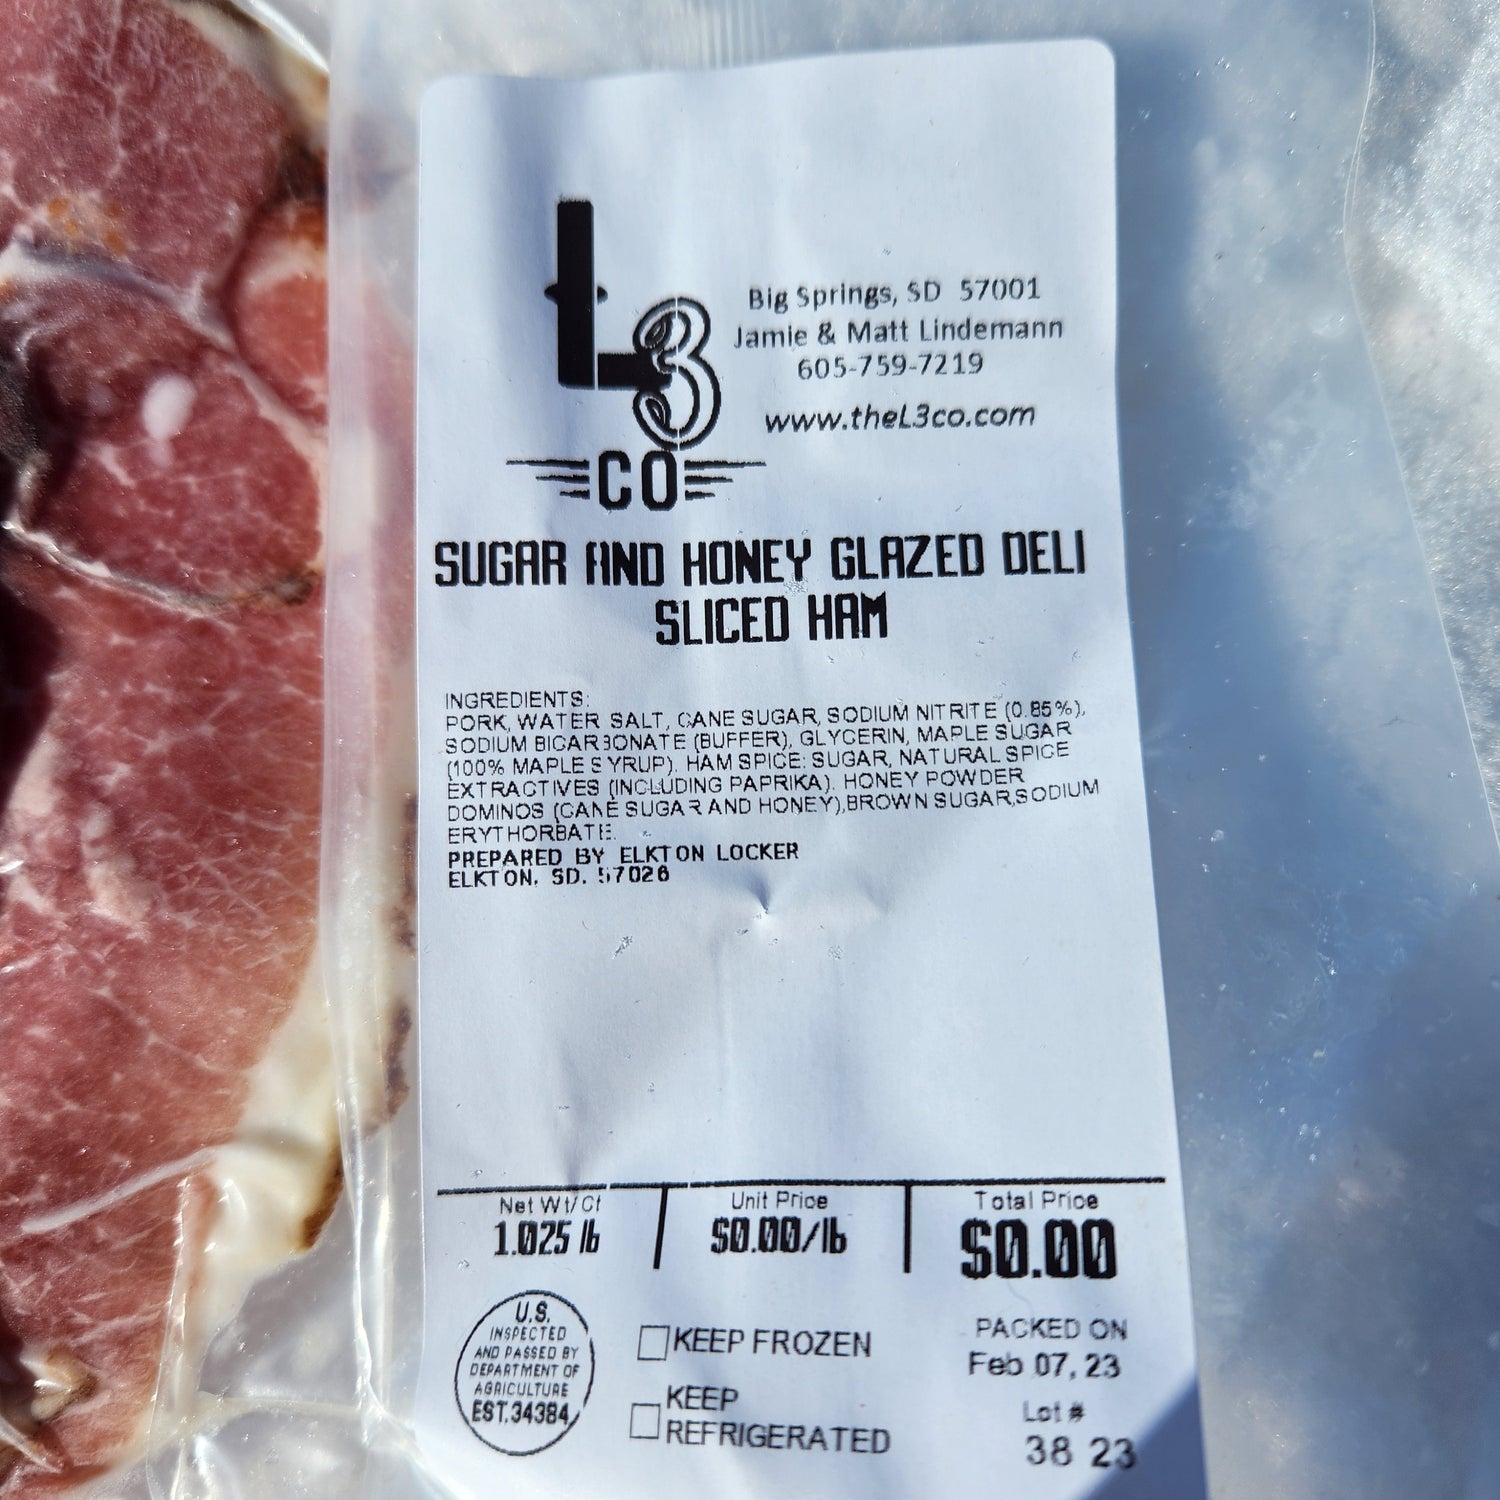 L3
CO
Big Springs, SD 57001
Jamie & Matt Lindemann
605-759-7219
www.theL3co.com
SUGAR AND HONEY GLAZED DELI
SLICED HAM
INGREDIENTS:
PORK, WATER SALT, CANE SUGAR, SODIUM NITRITE (0.85%),
SODIUM BICARBONATE (BUFFER), GLYCERIN, MAPLE SUGAR
(100% MAPLE SYRUP). HAM SPICE: SUGAR, NATURAL SPICE
EXTRACTIVES (INCLUDING PAPRIKA). HONEY POWDER
DOMINOS (CANE SUGAR AND HONEY),BROWN SUGAR,SODIUM
ERYTHORBATE.
PREPARED BY ELKTON LOCKER
ELKTON, SD. 57026
Net Wt/Ct
1.025 lb
Unit Price
$0.00/lb
Total Price
$0.00
U.S.
INSPECTED
AND PASSED BY
DEPARTMENT OF
AGRICULTURE
EST.34384
KEEP FROZEN
KEEP
REFRIGERATED
PACKED ON
Feb 07, 23
Lot #
38 23